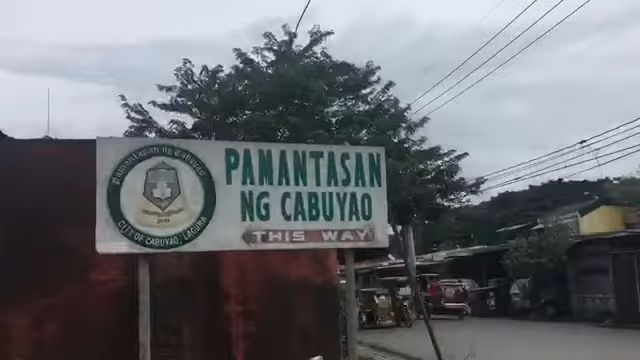 Pamantasan ng Cabuyao
CITY OF CABUYAO, LAGUNA
PAMANTASAN
NG CABUYAO
THIS WAY